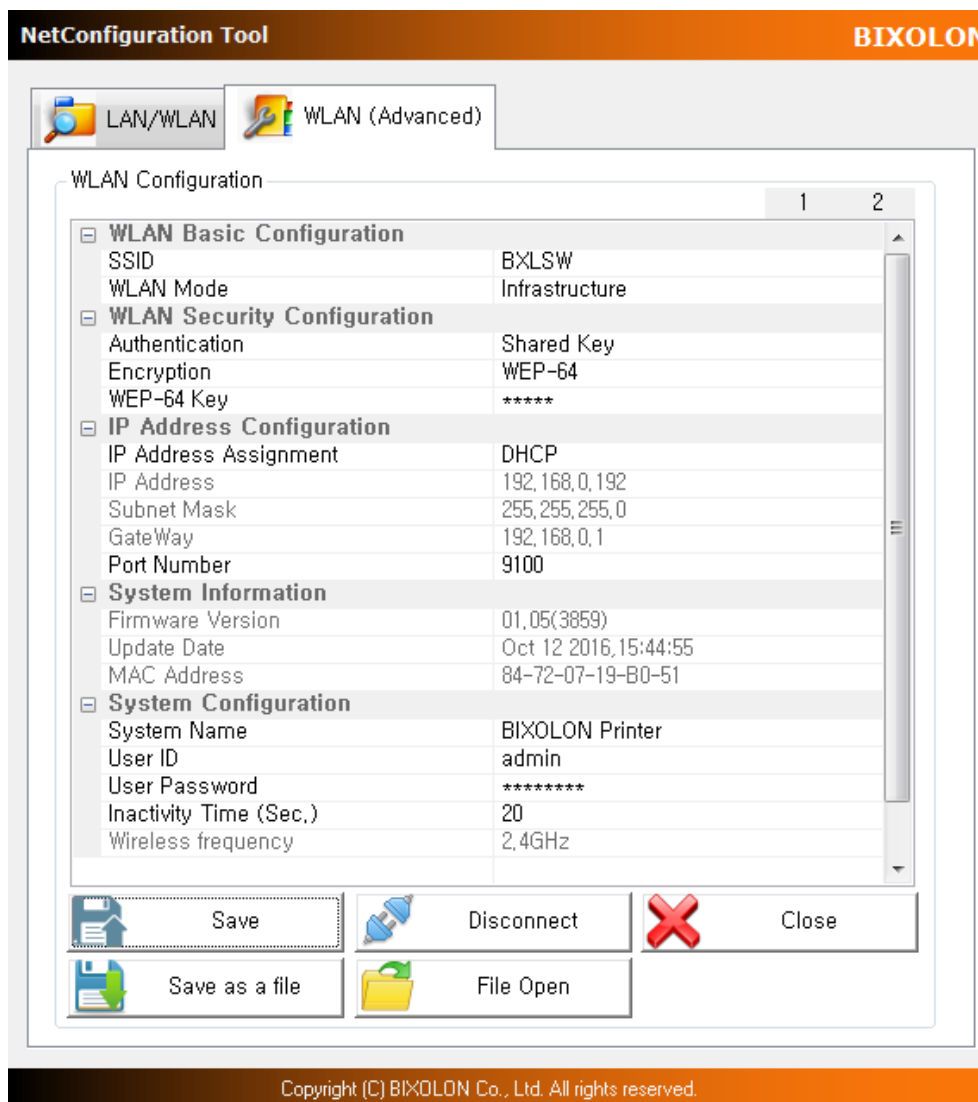 NetConfiguration Tool BIXOLON
LAN/WLAN WLAN (Advanced)
WLAN Configuration
1 2
WLAN Basic Configuration
SSID BXLSW
WLAN Mode Infrastructure
WLAN Security Configuration
Authentication Shared Key
Encryption WEP-64
WEP-64 Key *****
IP Address Configuration
IP Address Assignment DHCP
IP Address 192,168,0,192
Subnet Mask 255,255,255,0
GateWay 192,168,0,1
Port Number 9100
System Information
Firmware Version 01,05(3859)
Update Date Oct 12 2016,15:44:55
MAC Address 84-72-07-19-B0-51
System Configuration
System Name BIXOLON Printer
User ID admin
User Password ********
Inactivity Time (Sec,) 20
Wireless frequency 2,4GHz
Save Disconnect Close
Save as a file File Open
Copyright (C) BIXOLON Co., Ltd. All rights reserved.